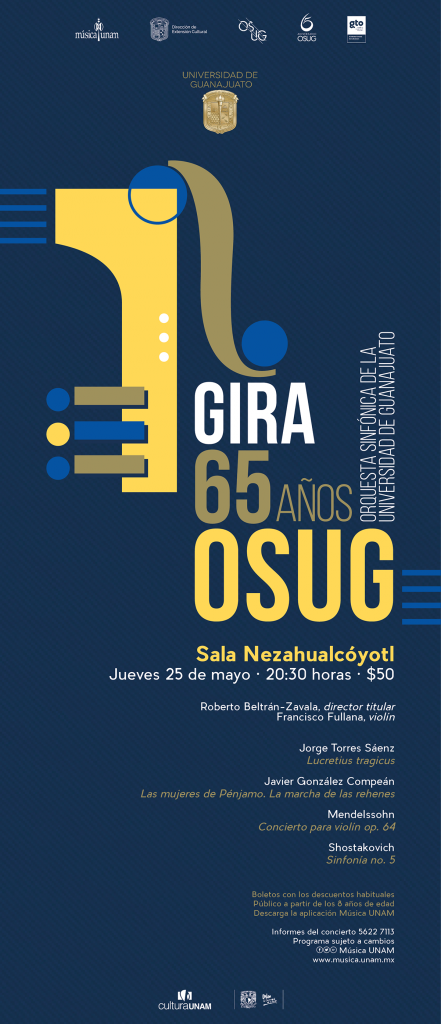 música unam
Dirección de
Extensión Cultural
OSUG
OSUG
gto
UNIVERSIDAD DE
GUANAJUATO
GIRA
65 AÑOS
OSUG
ORQUESTA SINFÓNICA DE LA
UNIVERSIDAD DE GUANAJUATO
Sala Nezahualcóyotl
Jueves 25 de mayo · 20:30 horas · $50
Roberto Beltrán-Zavala, director titular
Francisco Fullana, violín
Jorge Torres Sáenz
Lucretius tragicus
Javier González Compeán
Las mujeres de Pénjamo. La marcha de las rehenes
Mendelssohn
Concierto para violín op. 64
Shostakovich
Sinfonía no. 5
Boletos con los descuentos habituales
Público a partir de los 8 años de edad
Descarga la aplicación Música UNAM
Informes del concierto 5622 7113
Programa sujeto a cambios
Música UNAM
www.musica.unam.mx
culturaUNAM